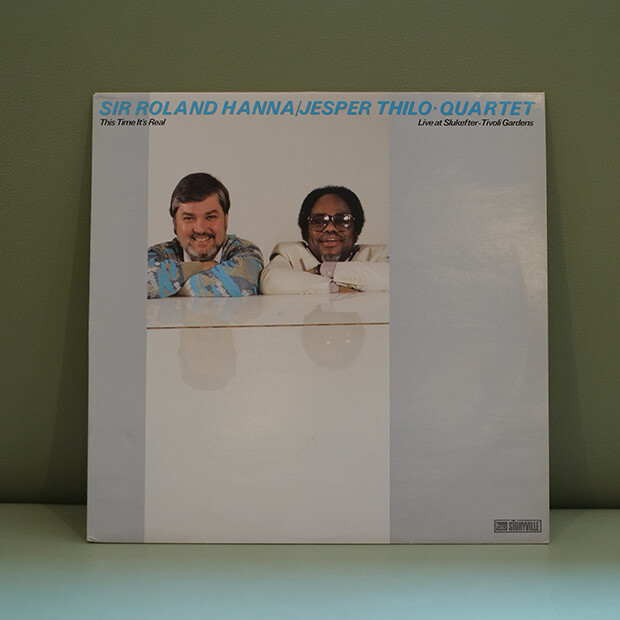 SIR ROLAND HANNA/JESPER THILO·QUARTET
This Time It's Real
Live at Slukefter-Tivoli Gardens
STORYVILLE